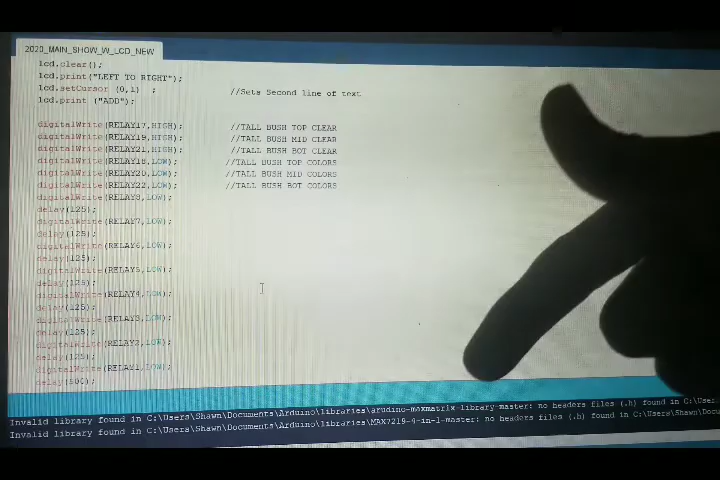 2020_MAIN_SHOW_W_LCD_NEW
lcd.clear();
lcd.print("LEFT TO RIGHT");
lcd.setCursor (0,1)  ;          //Sets Second line of text
lcd.print ("ADD");
digitalWrite(RELAY17,HIGH);          //TALL BUSH TOP CLEAR
digitalWrite(RELAY19,HIGH);          //TALL BUSH MID CLEAR
digitalWrite(RELAY21,HIGH);          //TALL BUSH BOT CLEAR
digitalWrite(RELAY18,LOW);          //TALL BUSH TOP COLORS
digitalWrite(RELAY20,LOW);          //TALL BUSH MID COLORS
digitalWrite(RELAY22,LOW);          //TALL BUSH BOT COLORS
digitalWrite(RELAY8,LOW);
delay(125);
digitalWrite(RELAY7,LOW);
delay(125);
digitalWrite(RELAY6,LOW);
delay(125);
digitalWrite(RELAY5,LOW);
delay(125);
digitalWrite(RELAY4,LOW);
delay(125);
digitalWrite(RELAY3,LOW);
delay(125);
digitalWrite(RELAY2,LOW);
delay(125);
digitalWrite(RELAY1,LOW);
delay(500);
Invalid library found in C:\Users\Shawn\Documents\Arduino\libraries\arudino-maxmatrix-library-master: no headers files (.h) found in C:\Users
Invalid library found in C:\Users\Shawn\Documents\Arduino\libraries\MAX7219-4-in-1-master: no headers files (.h) found in C:\Users\Shawn\Docu